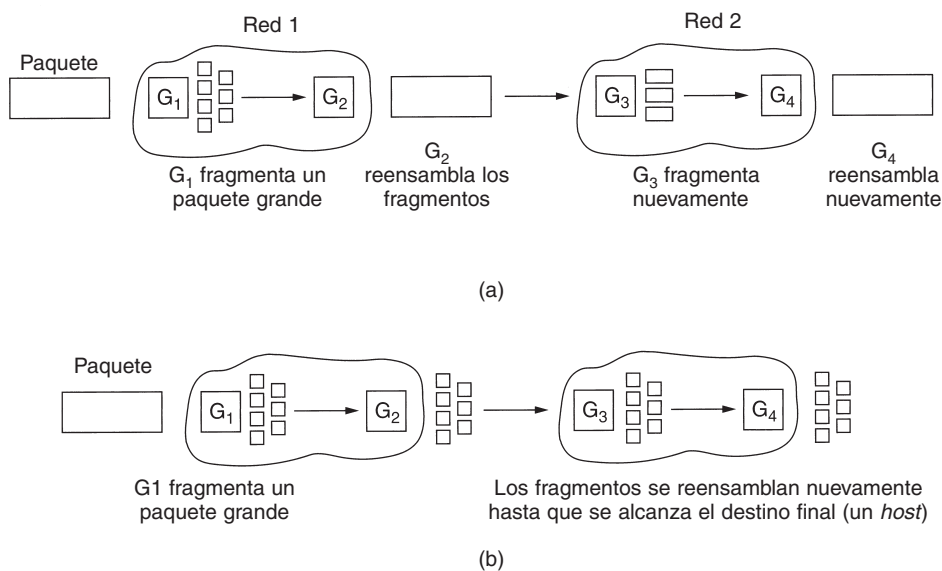 Red 1
Red 2
Paquete
G1
G2
G3
G4
G1 fragmenta un
paquete grande
G2
reensambla los
fragmentos
G3 fragmenta
nuevamente
G4
reensambla
nuevamente
(a)
Paquete
G1
G2
G3
G4
G1 fragmenta un
paquete grande
Los fragmentos se reensamblan nuevamente
hasta que se alcanza el destino final (un host)
(b)